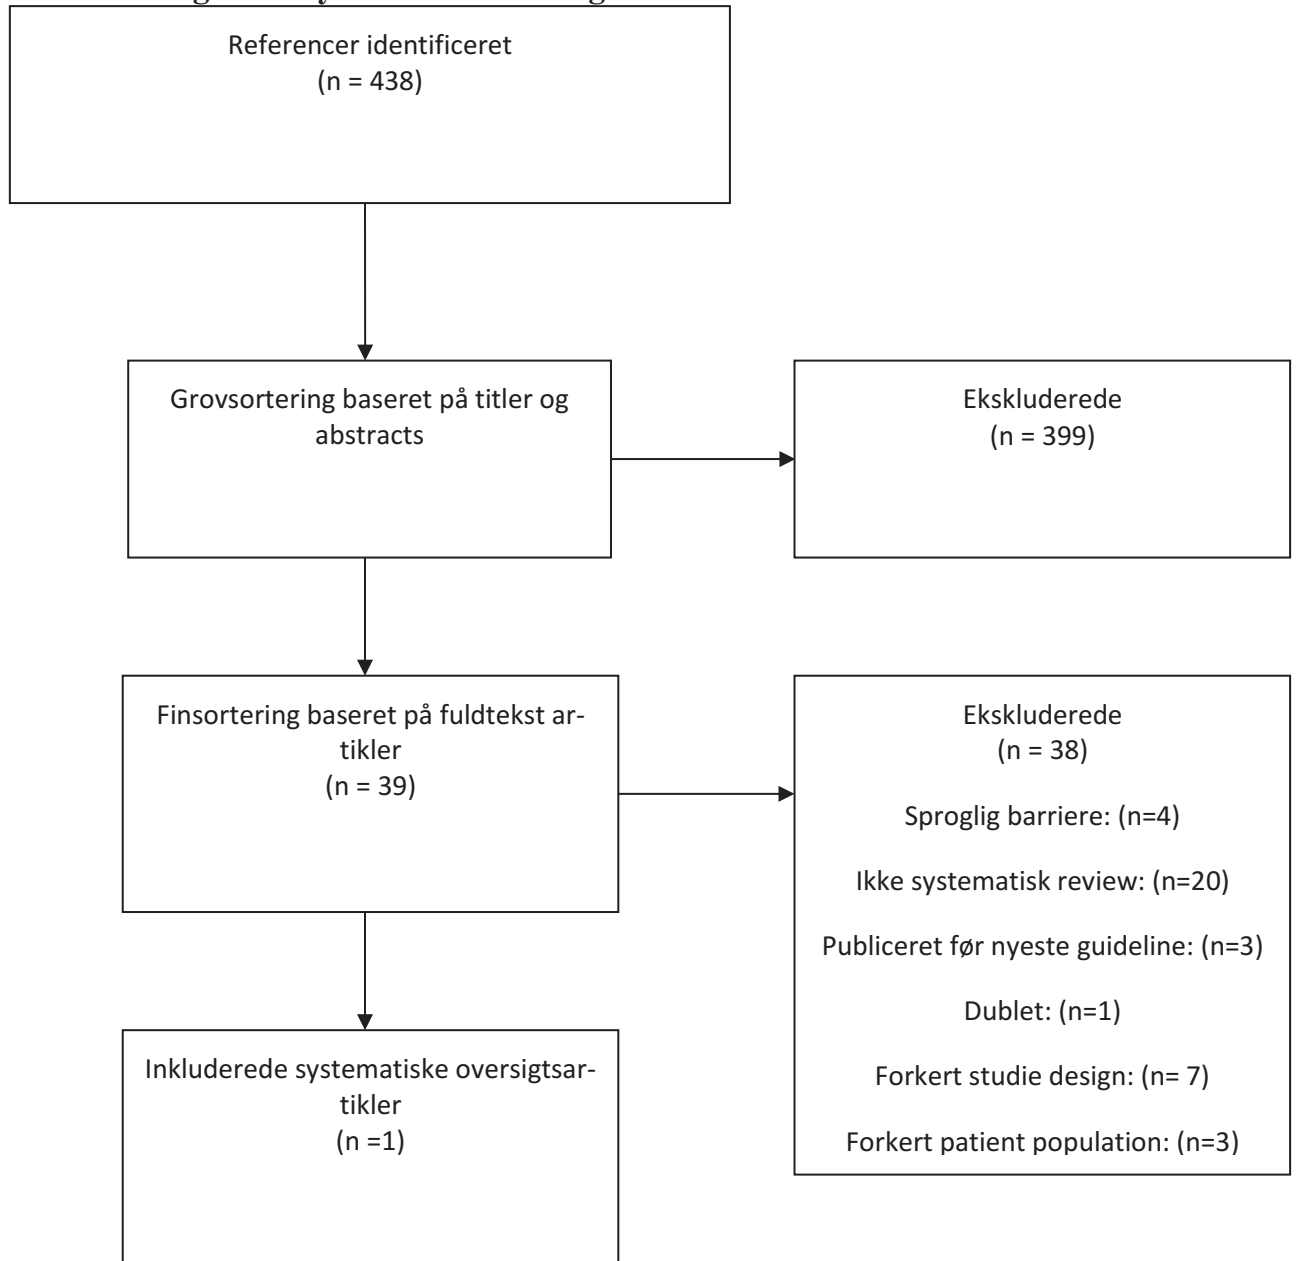 Referencer identificeret
(n = 438)
Grovsortering baseret på titler og
abstracts
Ekskluderede
(n = 399)
Finsortering baseret på fuldtekst ar-
tikler
(n = 39)
Ekskluderede
(n = 38)
Sproglig barriere: (n=4)
Ikke systematisk review: (n=20)
Publiceret før nyeste guideline: (n=3)
Dublet: (n=1)
Forkert studie design: (n= 7)
Forkert patient population: (n=3)
Inkluderede systematiske oversigtsar-
tikler
(n =1)